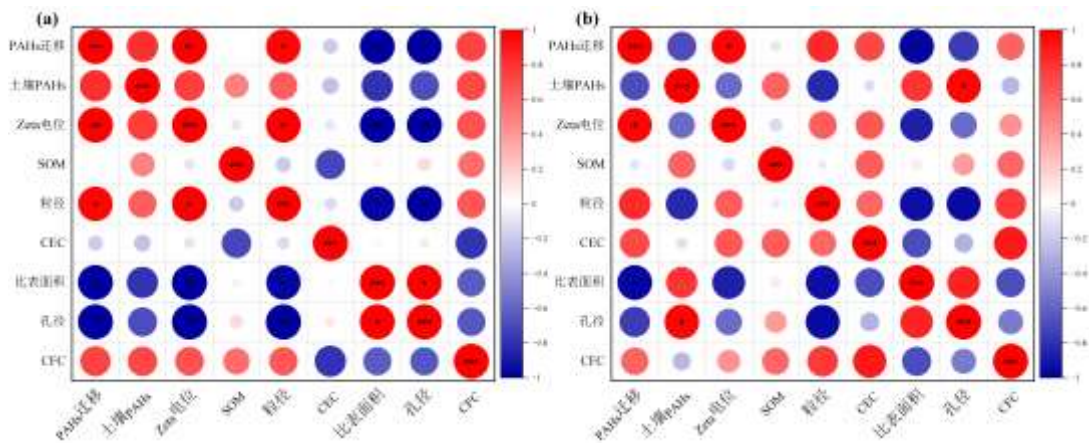 (a)
PAHs迁移
土壤PAHs
Zeta电位
SOM
粒径
CEC
比表面积
孔径
CFC
PAHs迁移
土壤PAHs
Zeta电位
SOM
粒径
CEC
比表面积
孔径
CFC
1
0.8
0.6
0.4
0.2
0
-0.2
-0.4
-0.6
-0.8
-1
(b)
PAHs迁移
土壤PAHs
Zeta电位
SOM
粒径
CEC
比表面积
孔径
CFC
PAHs迁移
土壤PAHs
Zeta电位
SOM
粒径
CEC
比表面积
孔径
CFC
1
0.8
0.6
0.4
0.2
0
-0.2
-0.4
-0.6
-0.8
-1